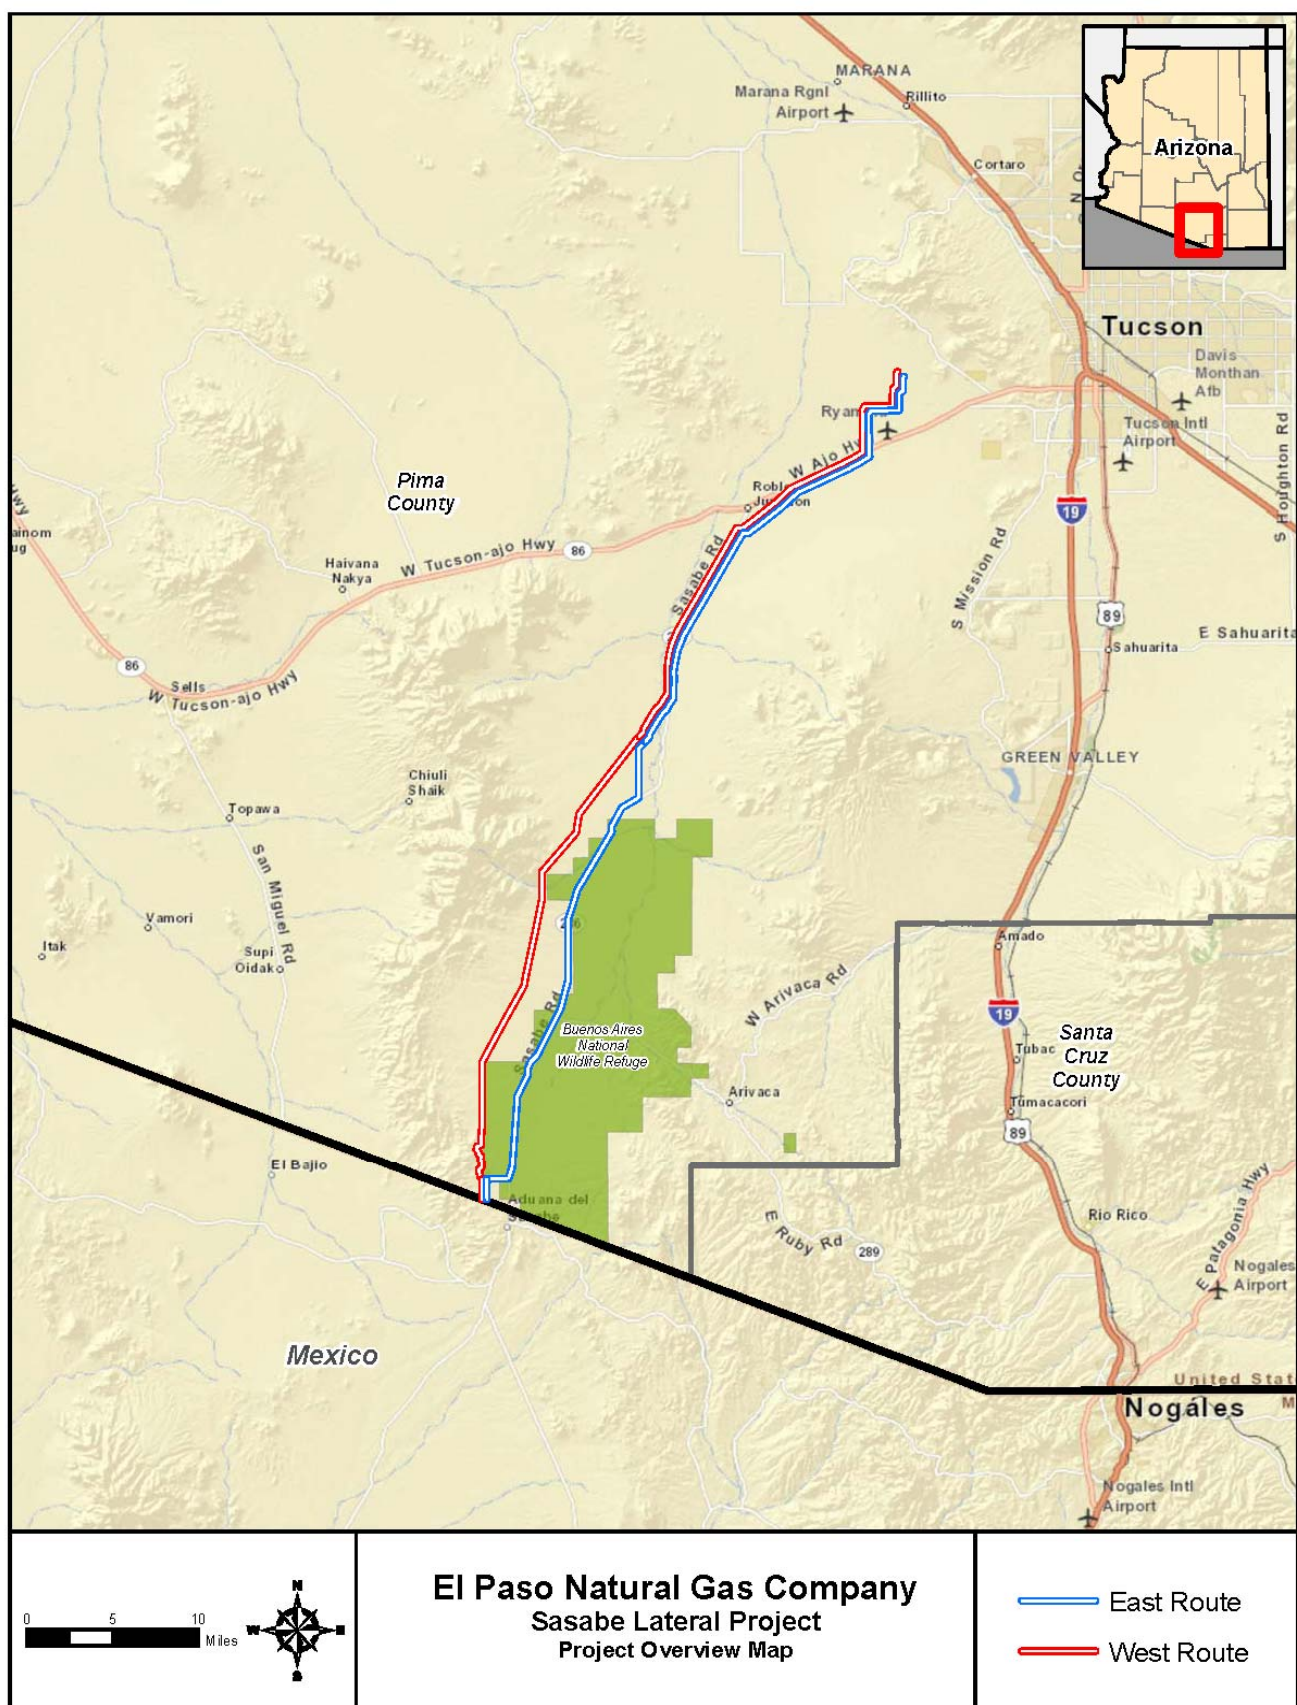 MARANA
Marana Rgnl
Airport
Rillito
Cortaro
Arizona
Tucson
Davis
Monthan
Afb
Tucson Intl
Airport
S Houghton Rd
W Ajo
Pima
County
19
S Mission Rd
W Tucson-ajo Hwy
86
Haivana
Nakya
Sasabe Rd
89
E Sahuarita
Sahuarita
86
Sells
W Tucson-ajo Hwy
GREEN VALLEY
Chiuli
Shaik
Topawa
San Miguel Rd
Vamori
Itak
Supi
Oidak
Amado
W Arivaca Rd
19
Sasabe Rd
Buenos Aires
National
Wildlife Refuge
Santa
Cruz
County
Tubac
Arivaca
Tumacacori
89
El Bajio
Aduana del
Sasabe
E Ruby Rd
289
Rio Rico
E Patagonia Hwy
Nogales
Airport
Mexico
United Stat
Nogáles
M
Nogales Intl
Airport
0 5 10
Miles
N
W
S
El Paso Natural Gas Company
Sasabe Lateral Project
Project Overview Map
East Route
West Route